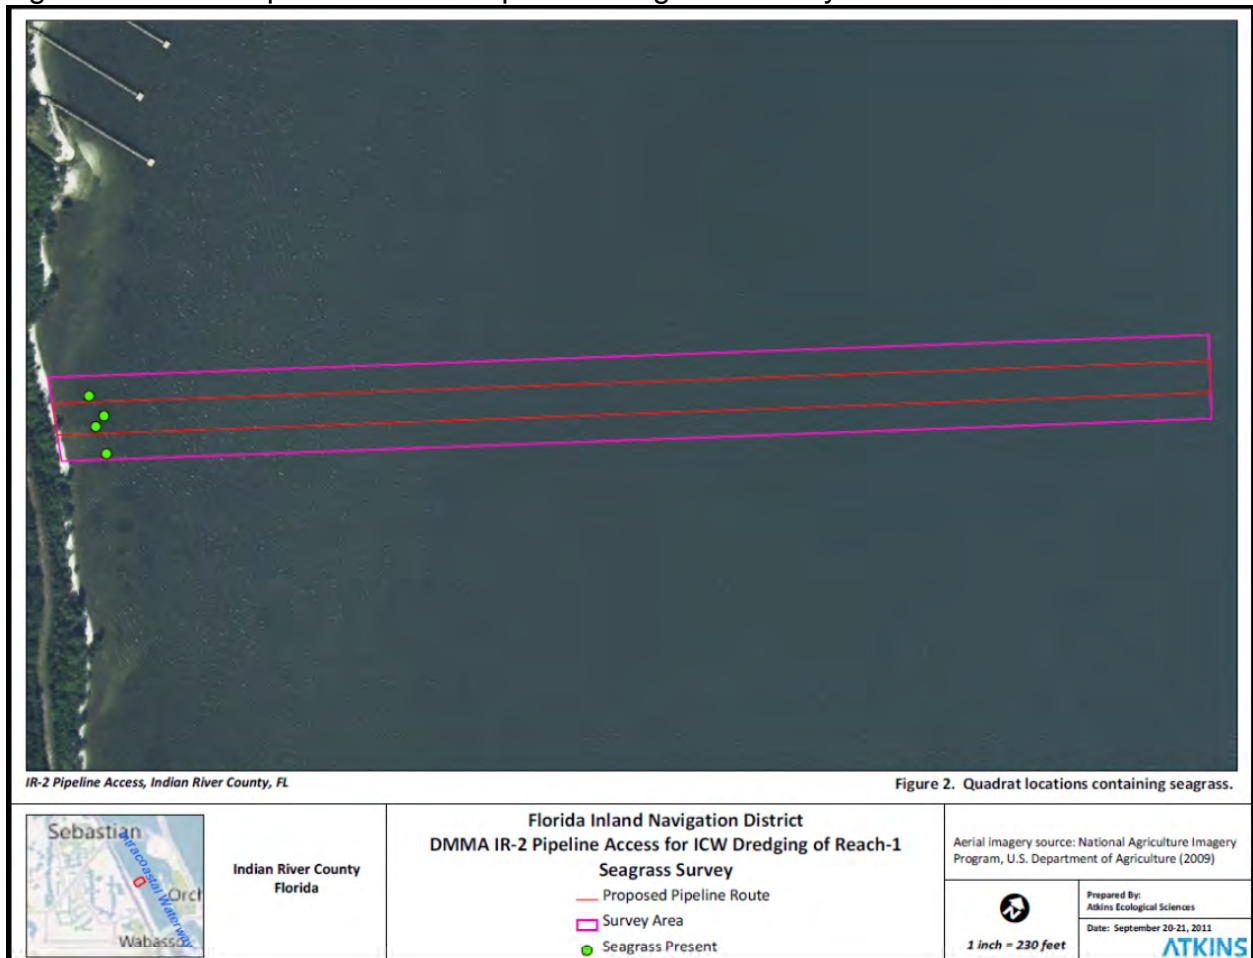 IR-2 Pipeline Access, Indian River County, FL
Figure 2. Quadrat locations containing seagrass.
Sebastian
Intracoastal Waterway
Orch
Wabasso
Indian River County
Florida
Florida Inland Navigation District
DMMA IR-2 Pipeline Access for ICW Dredging of Reach-1
Seagrass Survey
Proposed Pipeline Route
Survey Area
Seagrass Present
Aerial imagery source: National Agriculture Imagery
Program, U.S. Department of Agriculture (2009)
1 inch = 230 feet
Prepared By:
Atkins Ecological Sciences
Date: September 20-21, 2011
ATKINS